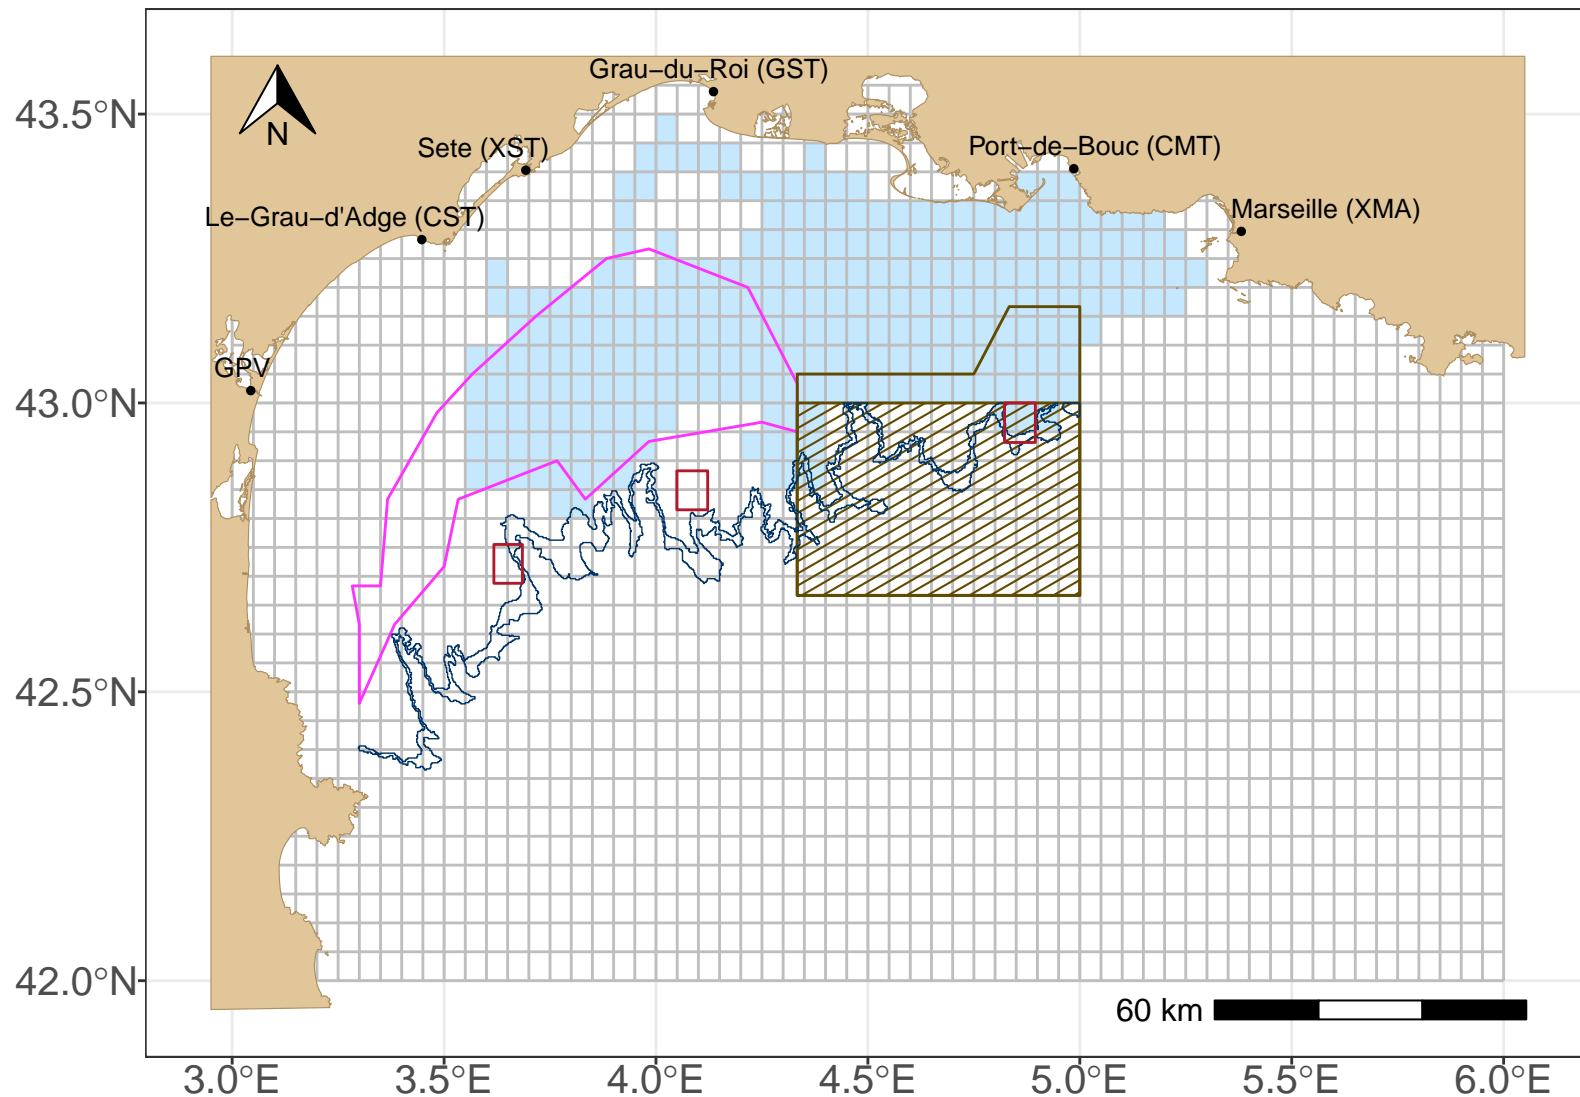 Grau−du−Roi (GST)
43.5°N
N
Sete (XST)
Port−de−Bouc (CMT)
Le−Grau−d'Adge (CST)
Marseille (XMA)
GPV
43.0°N
42.5°N
42.0°N
60 km
3.0°E 3.5°E 4.0°E 4.5°E 5.0°E 5.5°E 6.0°E